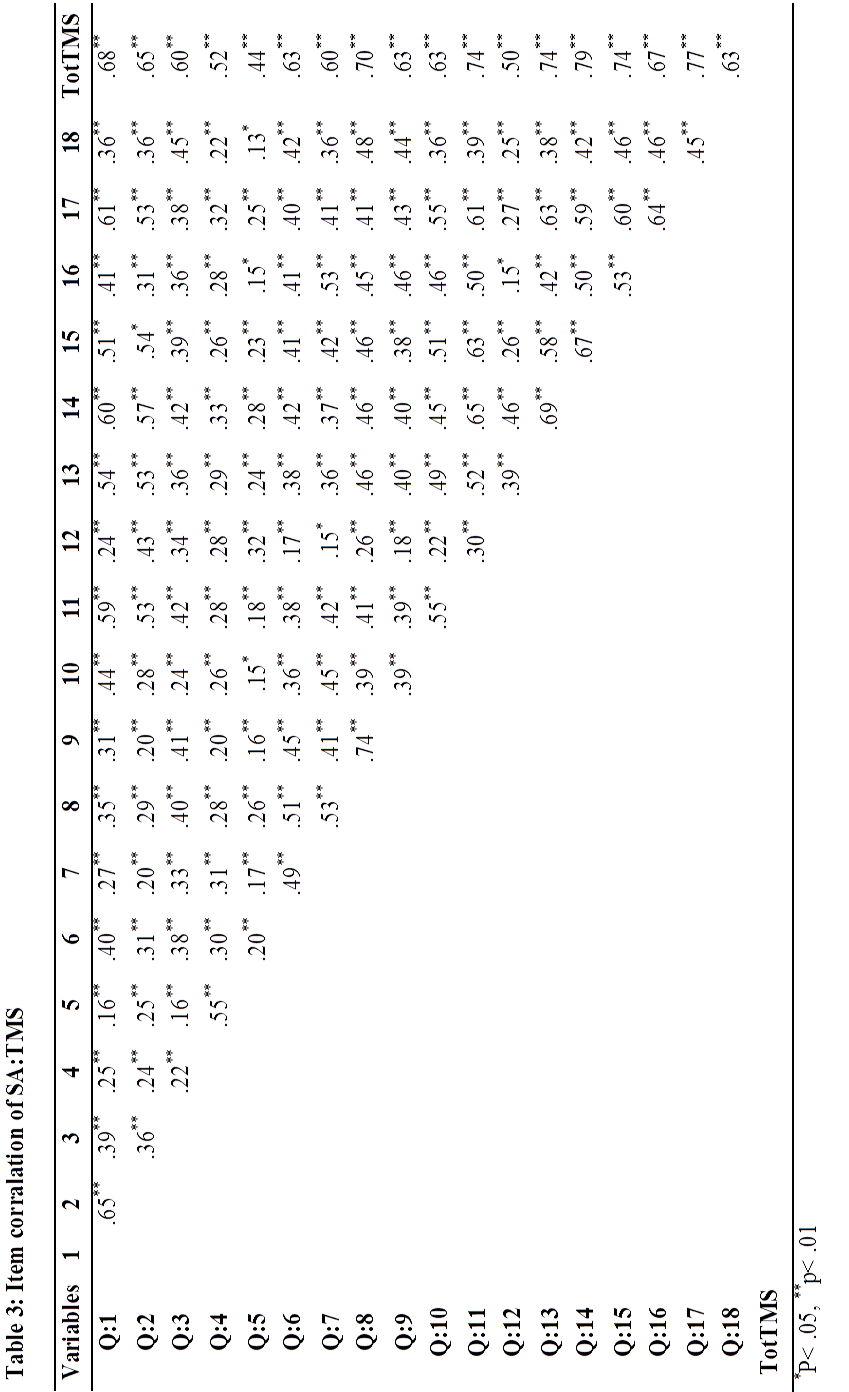 Table 3: Item corralation of SA:TMS
Variables 1 2 3 4 5 6 7 8 9 10 11 12 13 14 15 16 17 18 TotTMS
Q:1 .65** .39** .25** .16** .40** .27** .35** .31** .44** .59** .24** .54** .60** .51** .41** .61** .36** .68**
Q:2 .36** .24** .25** .31** .20** .29** .20** .28** .53** .43** .53** .57** .54* .31** .53** .36** .65**
Q:3 .22** .16** .38** .33** .40** .41** .24** .42** .34** .36** .42** .39** .36** .38** .45** .60**
Q:4 .55** .30** .31** .28** .20** .26** .28** .28** .29** .33** .26** .28** .32** .22** .52**
Q:5 .20** .17** .26** .16** .15* .18** .32** .24** .28** .23** .15* .25** .13* .44**
Q:6 .49** .51** .45** .36** .38** .17** .38** .42** .41** .41** .40** .42** .63**
Q:7 .53** .41** .45** .42** .15* .36** .37** .42** .53** .41** .36** .60**
Q:8 .74** .39** .41** .26** .46** .46** .46** .45** .41** .48** .70**
Q:9 .39** .39** .18** .40** .40** .38** .46** .43** .44** .63**
Q:10 .55** .22** .49** .45** .51** .46** .55** .36** .63**
Q:11 .30** .52** .65** .63** .50** .61** .39** .74**
Q:12 .39** .46** .26** .15* .27** .25** .50**
Q:13 .69** .58** .42** .63** .38** .74**
Q:14 .67** .50** .59** .42** .79**
Q:15 .53** .60** .46** .74**
Q:16 .64** .46** .67**
Q:17 .45** .77**
Q:18 .63**
TotTMS
*P< .05, **p< .01